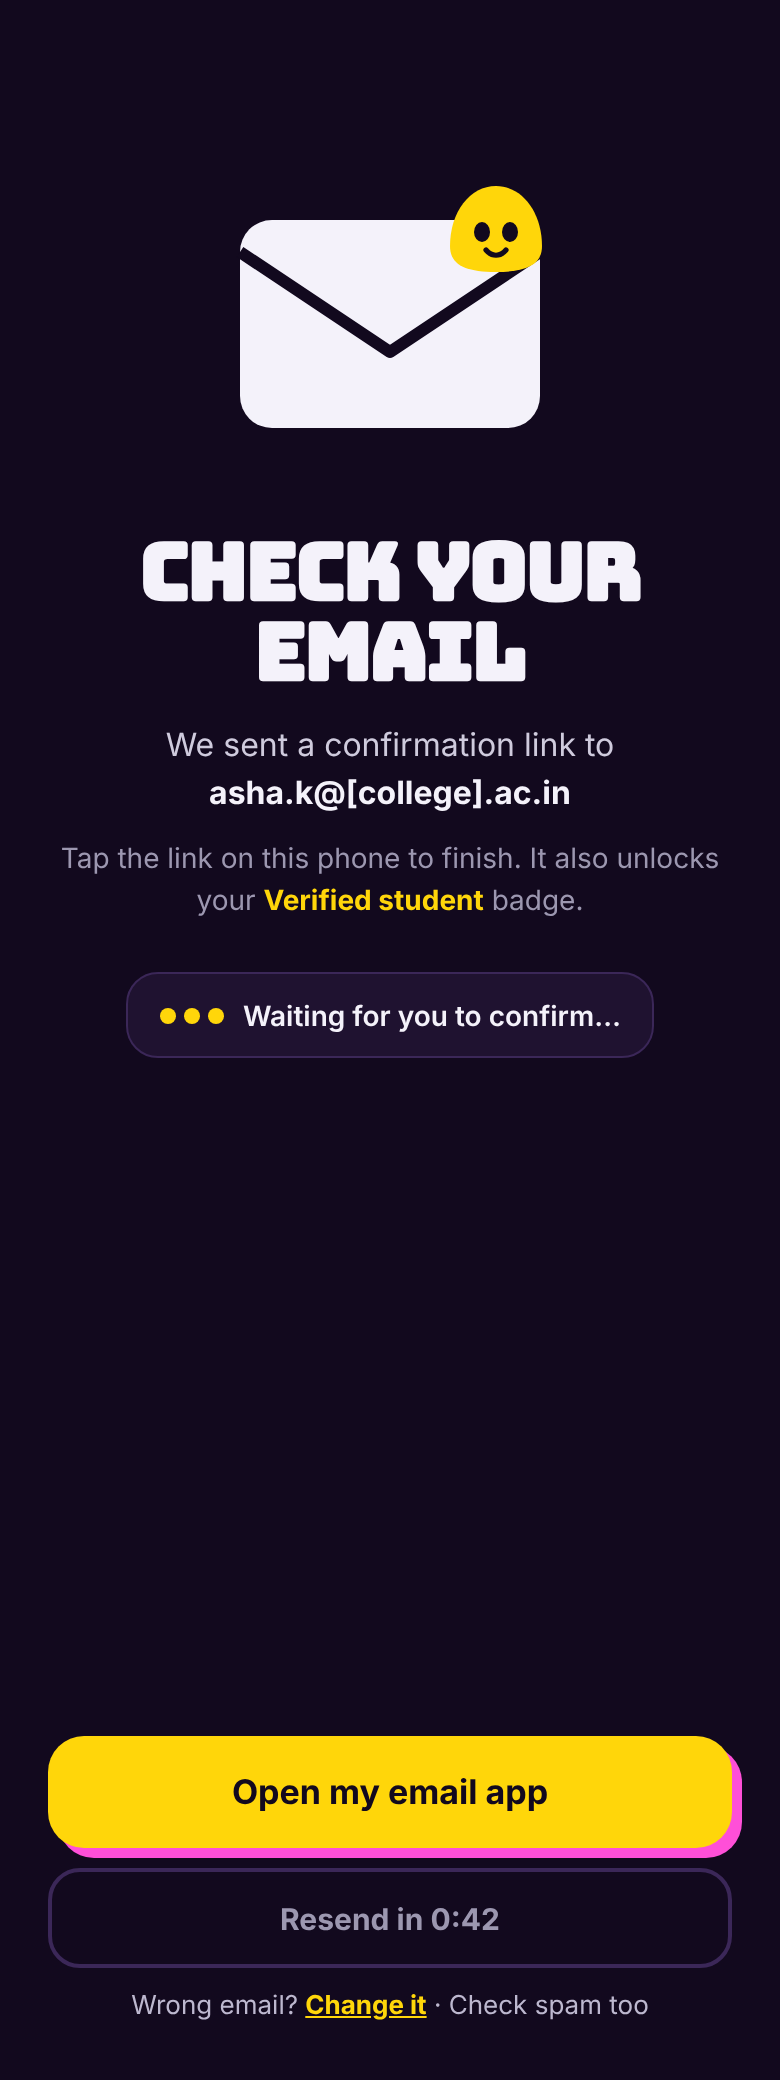 CHECK YOUR
EMAIL
We sent a confirmation link to
asha.k@[college].ac.in
Tap the link on this phone to finish. It also unlocks
your Verified student badge.
Waiting for you to confirm...
Open my email app
Resend in 0:42
Wrong email? Change it · Check spam too